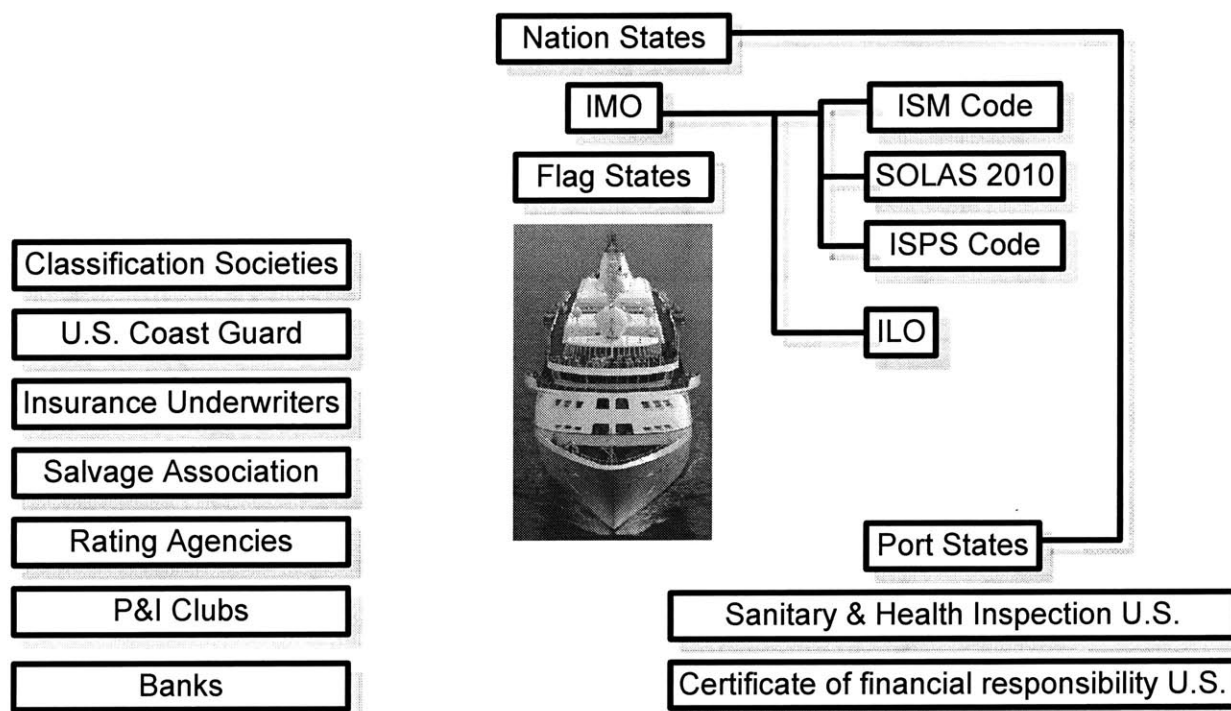 Nation States
IMO
ISM Code
Flag States
SOLAS 2010
ISPS Code
Classification Societies
U.S. Coast Guard
ILO
Insurance Underwriters
Salvage Association
Rating Agencies
Port States
P&I Clubs
Sanitary & Health Inspection U.S.
Banks
Certificate of financial responsibility U.S.